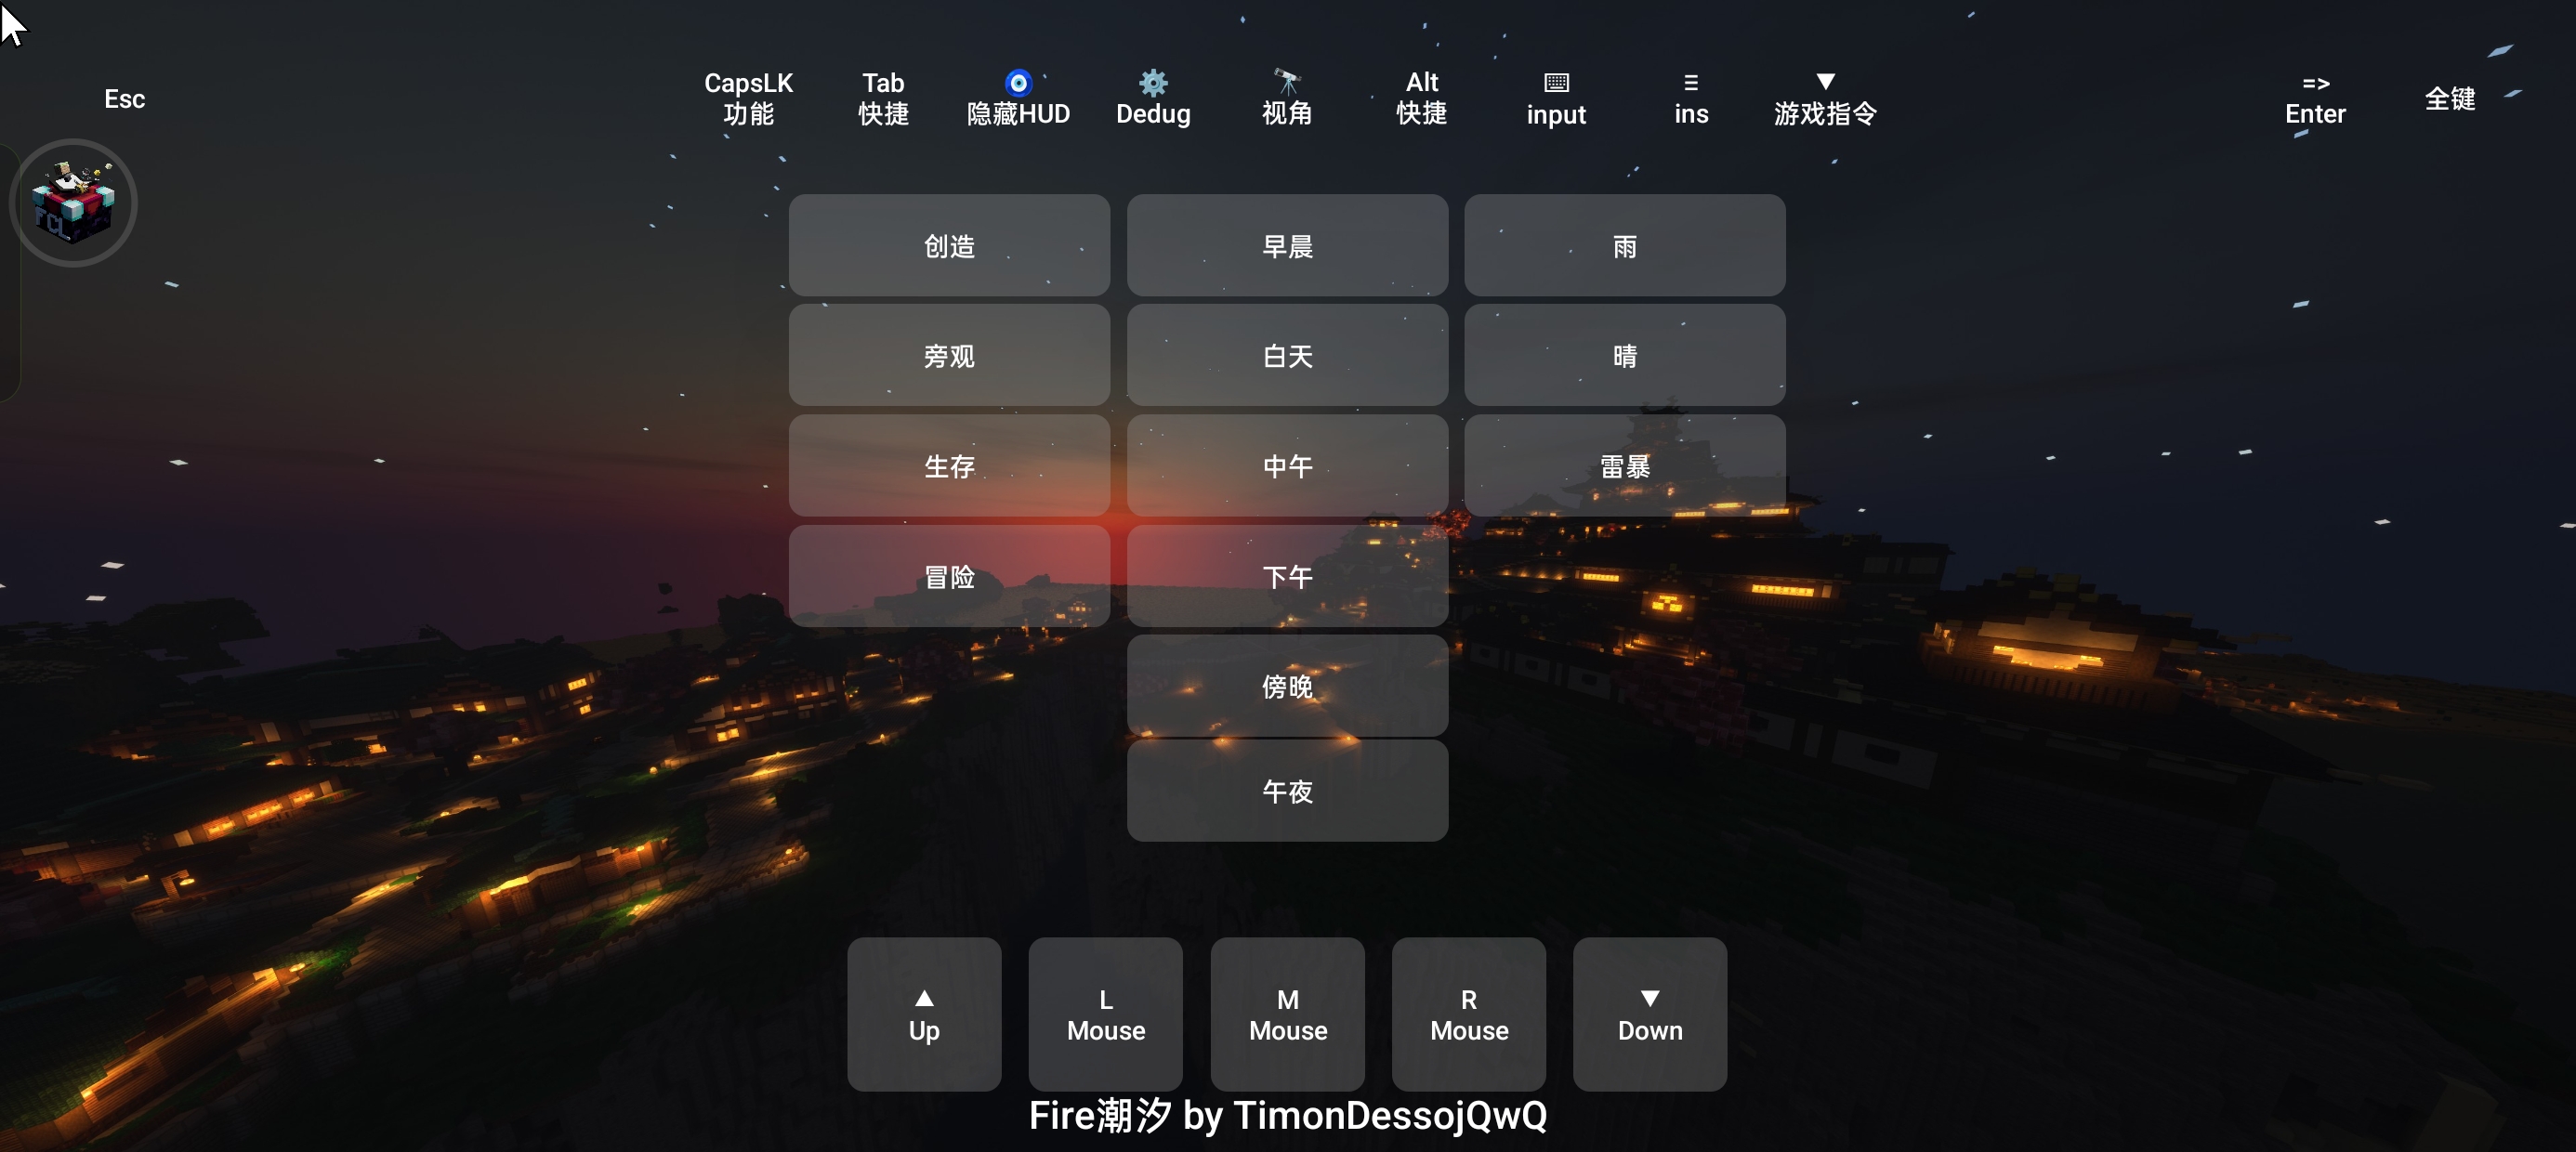 Esc
CapsLK
功能
Tab
快捷
隐藏HUD
Dedug
视角
Alt
快捷
input
ins
▼
游戏指令
=>
Enter
全键
FCL
创造
早晨
雨
旁观
白天
晴
生存
中午
雷暴
冒险
下午
傍晚
午夜
▲
Up
L
Mouse
M
Mouse
R
Mouse
▼
Down
Fire潮汐 by TimonDessojQwQ